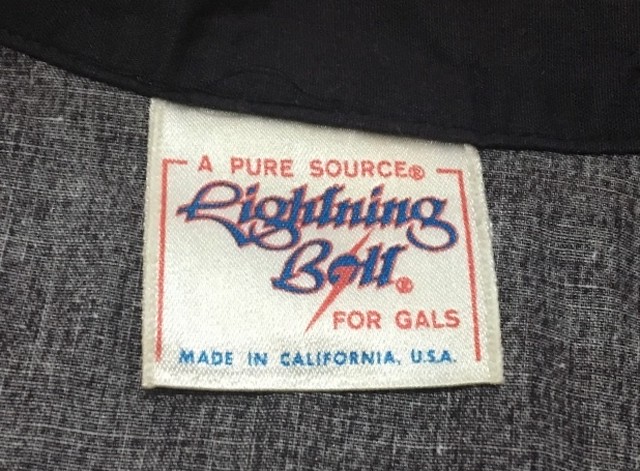 A PURE SOURCE®
Lightning
Bolt®
FOR GALS
MADE IN CALIFORNIA, U.S.A.